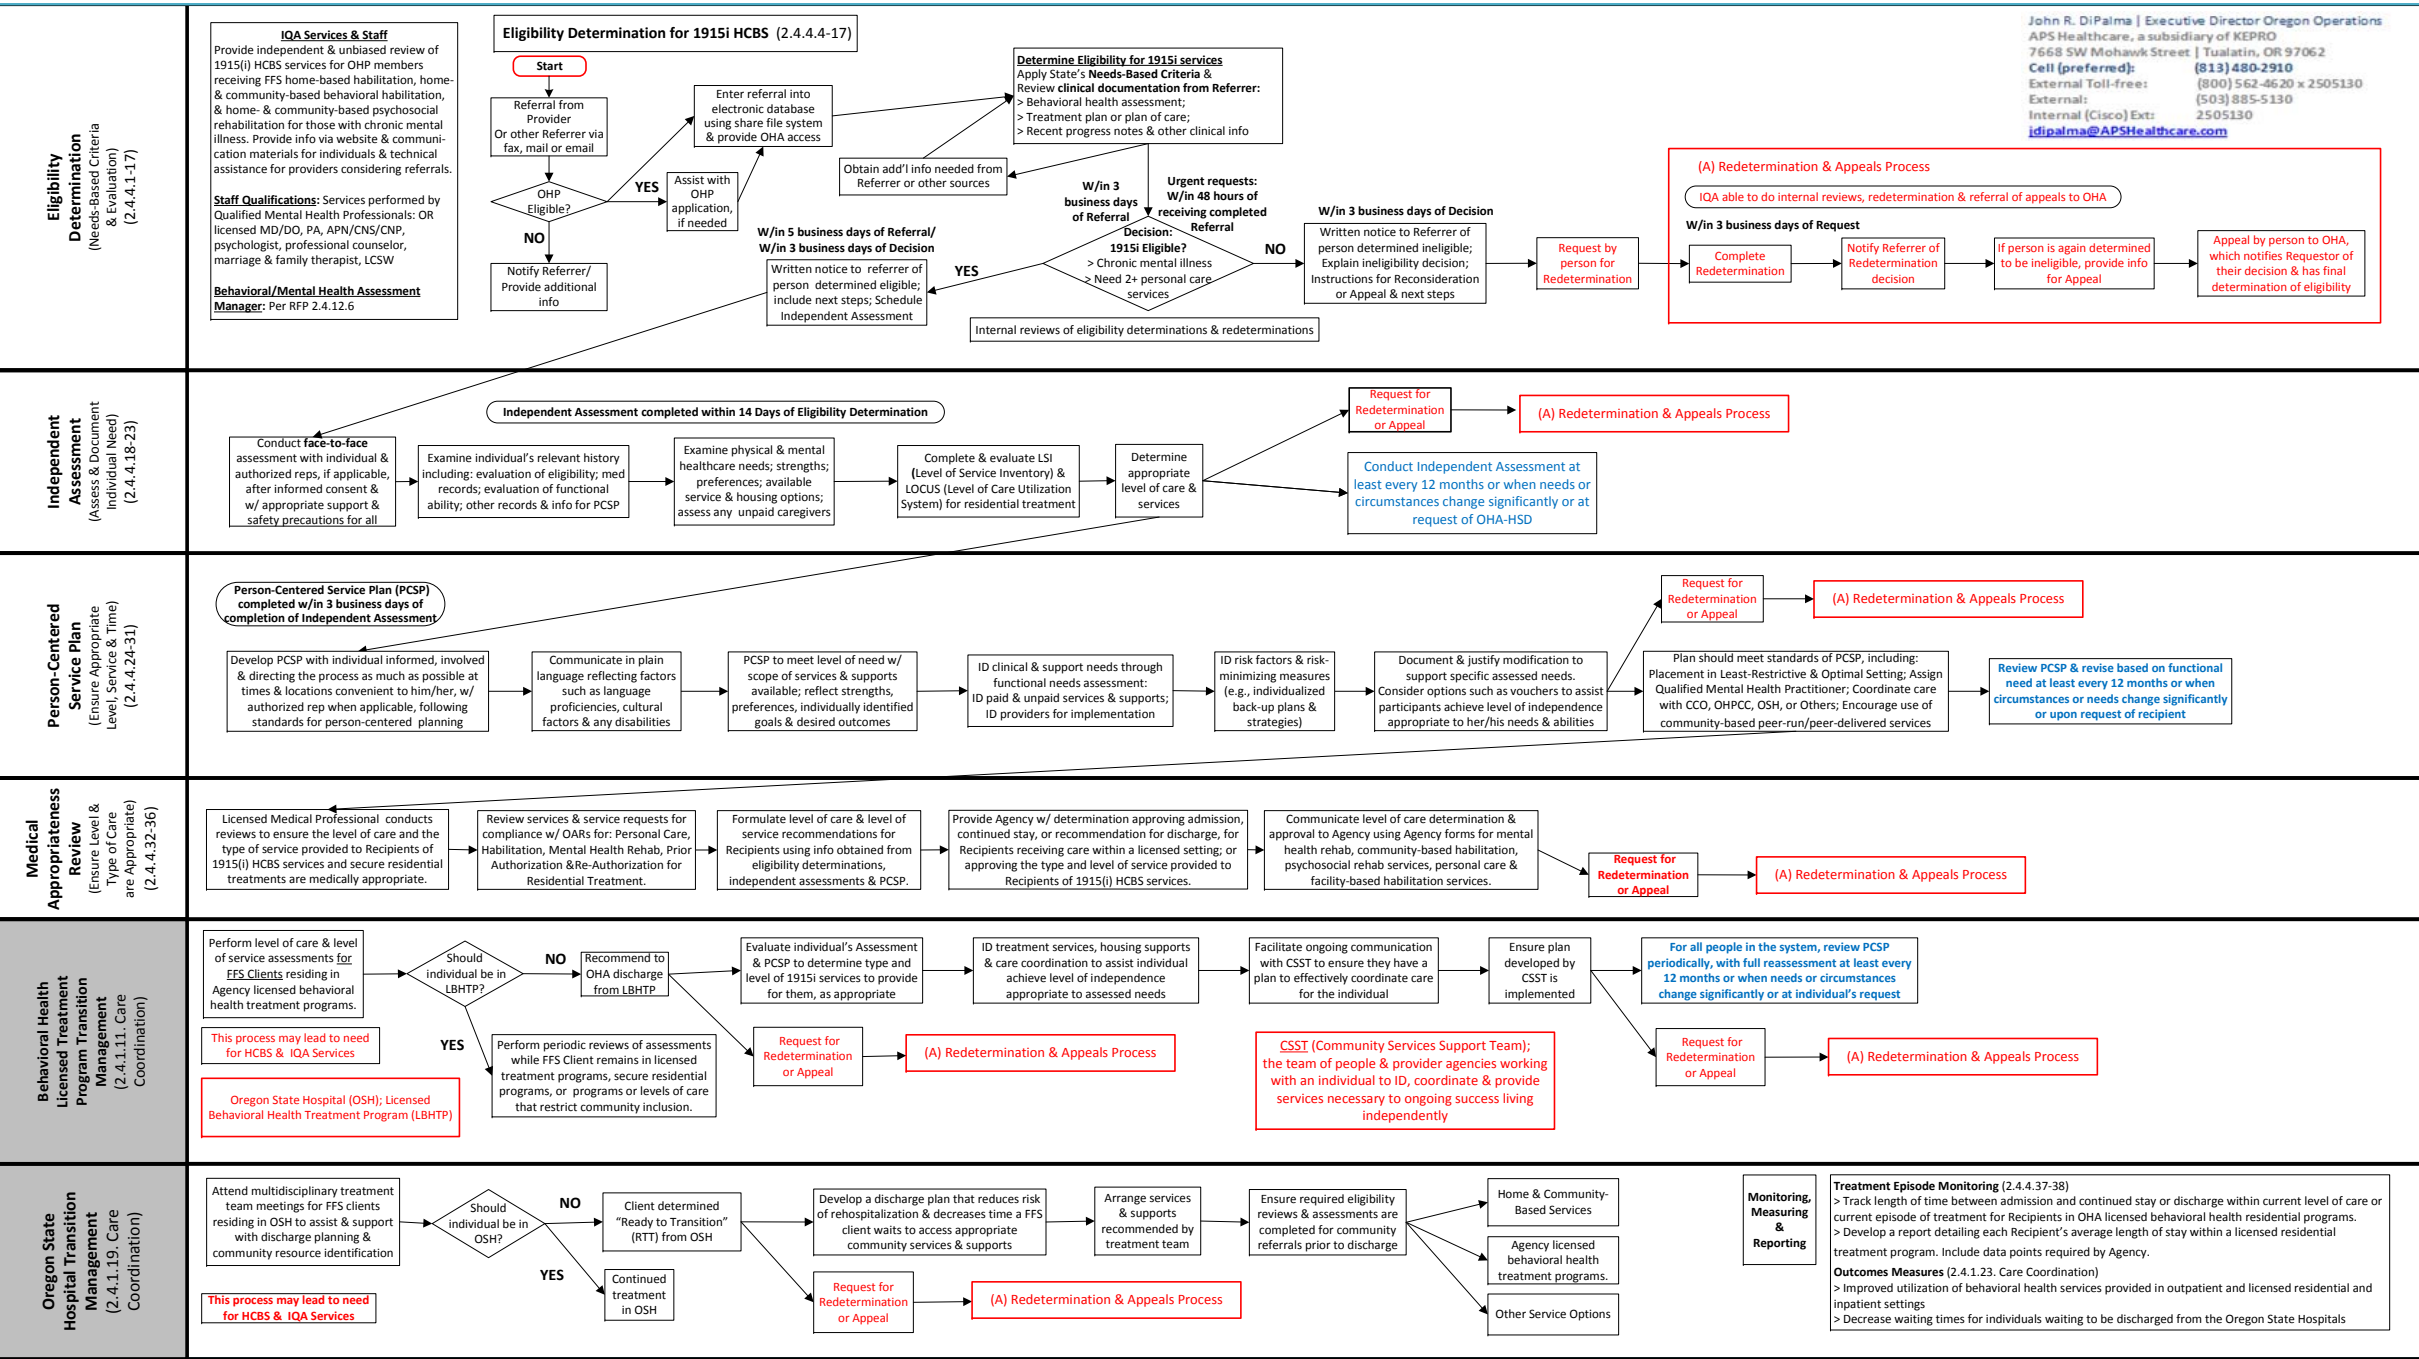 John R. DiPalma | Executive Director Oregon Operations
APS Healthcare, a subsidiary of KEPRO
7668 SW Mohawk Street | Tualatin, OR 97062
Cell (preferred): (813) 480-2910
External Toll-free: (800) 562-4620 x 2505130
External: (503) 885-5130
Internal (Cisco) Ext: 2505130
jdipalma@APSHealthcare.com
Eligibility
Determination
(Needs-Based Criteria
& Evaluation)
(2.4.4.1-17)
IQA Services & Staff
Provide independent & unbiased review of
1915(i) HCBS services for OHP members
receiving FFS home-based habilitation, home-
& community-based behavioral habilitation,
& home- & community-based psychosocial
rehabilitation for those with chronic mental
illness. Provide info via website & communi-
cation materials for individuals & technical
assistance for providers considering referrals.
Staff Qualifications: Services performed by
Qualified Mental Health Professionals: OR
licensed MD/DO, PA, APN/CNS/CNP,
psychologist, professional counselor,
marriage & family therapist, LCSW
Behavioral/Mental Health Assessment
Manager: Per RFP 2.4.12.6
Eligibility Determination for 1915i HCBS (2.4.4.4-17)
Start
Referral from
Provider
Or other Referrer via
fax, mail or email
OHP
Eligible?
YES
NO
Notify Referrer/
Provide additional
info
Assist with
OHP
application,
if needed
Enter referral into
electronic database
using share file system
& provide OHA access
Determine Eligibility for 1915i services
Apply State's Needs-Based Criteria &
Review clinical documentation from Referrer:
> Behavioral health assessment;
> Treatment plan or plan of care;
> Recent progress notes & other clinical info
Obtain add'l info needed from
Referrer or other sources
W/in 3
business days
of Referral
Urgent requests:
W/in 48 hours of
receiving completed
Referral
Decision:
1915i Eligible?
> Chronic mental illness
> Need 2+ personal care
services
YES
NO
W/in 5 business days of Referral/
W/in 3 business days of Decision
Written notice to referrer of
person determined eligible;
include next steps; Schedule
Independent Assessment
Internal reviews of eligibility determinations & redeterminations
W/in 3 business days of Decision
Written notice to Referrer of
person determined ineligible;
Explain ineligibility decision;
Instructions for Reconsideration
or Appeal & next steps
Request by
person for
Redetermination
(A) Redetermination & Appeals Process
IQA able to do internal reviews, redetermination & referral of appeals to OHA
W/in 3 business days of Request
Complete
Redetermination
Notify Referrer of
Redetermination
decision
If person is again determined
to be ineligible, provide info
for Appeal
Appeal by person to OHA,
which notifies Requestor of
their decision & has final
determination of eligibility
Independent
Assessment
(Assess & Document
Individual Need)
(2.4.4.18-23)
Independent Assessment completed within 14 Days of Eligibility Determination
Conduct face-to-face
assessment with individual &
authorized reps, if applicable,
after informed consent &
w/ appropriate support &
safety precautions for all
Examine individual's relevant history
including: evaluation of eligibility; med
records; evaluation of functional
ability; other records & info for PCSP
Examine physical & mental
healthcare needs; strengths;
preferences; available
service & housing options;
assess any unpaid caregivers
Complete & evaluate LSI
(Level of Service Inventory) &
LOCUS (Level of Care Utilization
System) for residential treatment
Determine
appropriate
level of care &
services
Request for
Redetermination
or Appeal
(A) Redetermination & Appeals Process
Conduct Independent Assessment at
least every 12 months or when needs or
circumstances change significantly or at
request of OHA-HSD
Person-Centered
Service Plan
(Ensure Appropriate
Level, Service & Time)
(2.4.4.24-31)
Person-Centered Service Plan (PCSP)
completed w/in 3 business days of
completion of Independent Assessment
Develop PCSP with individual informed, involved
& directing the process as much as possible at
times & locations convenient to him/her, w/
authorized rep when applicable, following
standards for person-centered planning
Communicate in plain
language reflecting factors
such as language
proficiencies, cultural
factors & any disabilities
PCSP to meet level of need w/
scope of services & supports
available; reflect strengths,
preferences, individually identified
goals & desired outcomes
ID clinical & support needs through
functional needs assessment:
ID paid & unpaid services & supports;
ID providers for implementation
ID risk factors & risk-
minimizing measures
(e.g., individualized
back-up plans &
strategies)
Document & justify modification to
support specific assessed needs.
Consider options such as vouchers to assist
participants achieve level of independence
appropriate to her/his needs & abilities
Request for
Redetermination
or Appeal
(A) Redetermination & Appeals Process
Plan should meet standards of PCSP, including:
Placement in Least-Restrictive & Optimal Setting; Assign
Qualified Mental Health Practitioner; Coordinate care
with CCO, OHPCC, OSH, or Others; Encourage use of
community-based peer-run/peer-delivered services
Review PCSP & revise based on functional
need at least every 12 months or when
circumstances or needs change significantly
or upon request of recipient
Medical
Appropriateness
Review
(Ensure Level &
Type of Care
are Appropriate)
(2.4.4.32-36)
Licensed Medical Professional conducts
reviews to ensure the level of care and the
type of service provided to Recipients of
1915(i) HCBS services and secure residential
treatments are medically appropriate.
Review services & service requests for
compliance w/ OARs for: Personal Care,
Habilitation, Mental Health Rehab, Prior
Authorization &Re-Authorization for
Residential Treatment.
Formulate level of care & level of
service recommendations for
Recipients using info obtained from
eligibility determinations,
independent assessments & PCSP.
Provide Agency w/ determination approving admission,
continued stay, or recommendation for discharge, for
Recipients receiving care within a licensed setting; or
approving the type and level of service provided to
Recipients of 1915(i) HCBS services.
Communicate level of care determination &
approval to Agency using Agency forms for mental
health rehab, community-based habilitation,
psychosocial rehab services, personal care &
facility-based habilitation services.
Request for
Redetermination
or Appeal
(A) Redetermination & Appeals Process
Behavioral Health
Licensed Treatment
Program Transition
Management
(2.4.1.11. Care
Coordination)
Perform level of care & level
of service assessments for
FFS Clients residing in
Agency licensed behavioral
health treatment programs.
This process may lead to need
for HCBS & IQA Services
Oregon State Hospital (OSH); Licensed
Behavioral Health Treatment Program (LBHTP)
Should
individual be in
LBHTP?
NO
YES
Recommend to
OHA discharge
from LBHTP
Perform periodic reviews of assessments
while FFS Client remains in licensed
treatment programs, secure residential
programs, or programs or levels of care
that restrict community inclusion.
Evaluate individual's Assessment
& PCSP to determine type and
level of 1915i services to provide
for them, as appropriate
Request for
Redetermination
or Appeal
(A) Redetermination & Appeals Process
ID treatment services, housing supports
& care coordination to assist individual
achieve level of independence
appropriate to assessed needs
Facilitate ongoing communication
with CSST to ensure they have a
plan to effectively coordinate care
for the individual
CSST (Community Services Support Team);
the team of people & provider agencies working
with an individual to ID, coordinate & provide
services necessary to ongoing success living
independently
Ensure plan
developed by
CSST is
implemented
For all people in the system, review PCSP
periodically, with full reassessment at least every
12 months or when needs or circumstances
change significantly or at individual's request
Request for
Redetermination
or Appeal
(A) Redetermination & Appeals Process
Oregon State
Hospital Transition
Management
(2.4.1.19. Care
Coordination)
Attend multidisciplinary treatment
team meetings for FFS clients
residing in OSH to assist & support
with discharge planning &
community resource identification
This process may lead to need
for HCBS & IQA Services
Should
individual be in
OSH?
NO
YES
Client determined
"Ready to Transition"
(RTT) from OSH
Continued
treatment
in OSH
Develop a discharge plan that reduces risk
of rehospitalization & decreases time a FFS
client waits to access appropriate
community services & supports
Request for
Redetermination
or Appeal
(A) Redetermination & Appeals Process
Arrange services
& supports
recommended by
treatment team
Ensure required eligibility
reviews & assessments are
completed for community
referrals prior to discharge
Home & Community-
Based Services
Agency licensed
behavioral health
treatment programs.
Other Service Options
Monitoring,
Measuring
&
Reporting
Treatment Episode Monitoring (2.4.4.37-38)
> Track length of time between admission and continued stay or discharge within current level of care or
current episode of treatment for Recipients in OHA licensed behavioral health residential programs.
> Develop a report detailing each Recipient's average length of stay within a licensed residential
treatment program. Include data points required by Agency.
Outcomes Measures (2.4.1.23. Care Coordination)
> Improved utilization of behavioral health services provided in outpatient and licensed residential and
inpatient settings
> Decrease waiting times for individuals waiting to be discharged from the Oregon State Hospitals